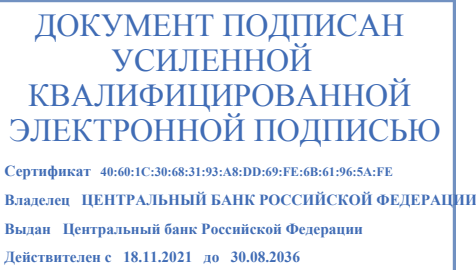 ДОКУМЕНТ ПОДПИСАН
УСИЛЕННОЙ
КВАЛИФИЦИРОВАННОЙ
ЭЛЕКТРОННОЙ ПОДПИСЬЮ
Сертификат 40:60:1C:30:68:31:93:A8:DD:69:FE:6B:61:96:5A:FE
Владелец ЦЕНТРАЛЬНЫЙ БАНК РОССИЙСКОЙ ФЕДЕРАЦИИ
Выдан Центральный банк Российской Федерации
Действителен с 18.11.2021 до 30.08.2036